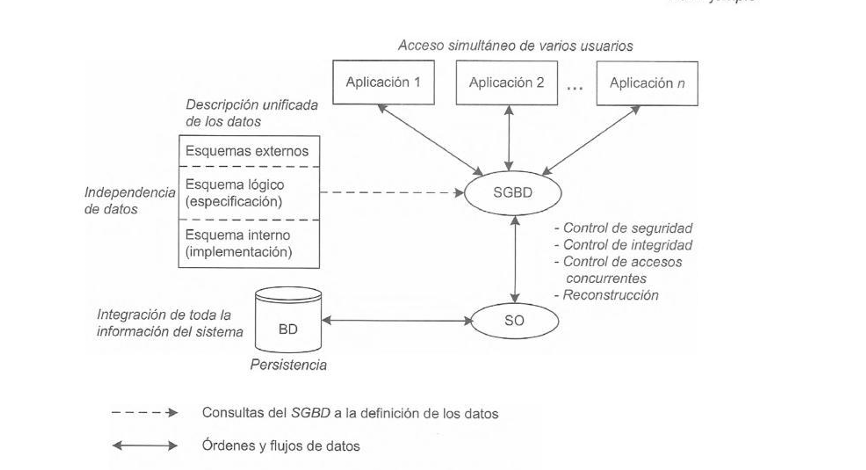 Acceso simultáneo de varios usuarios
Aplicación 1
Aplicación 2
...
Aplicación n
Descripción unificada
de los datos
Esquemas externos
Esquema lógico
(especificación)
Esquema interno
(implementación)
Independencia
de datos
SGBD
- Control de seguridad
- Control de integridad
- Control de accesos
concurrentes
- Reconstrucción
Integración de toda la
información del sistema
BD
SO
Persistencia
Consultas del SGBD a la definición de los datos
Órdenes y flujos de datos